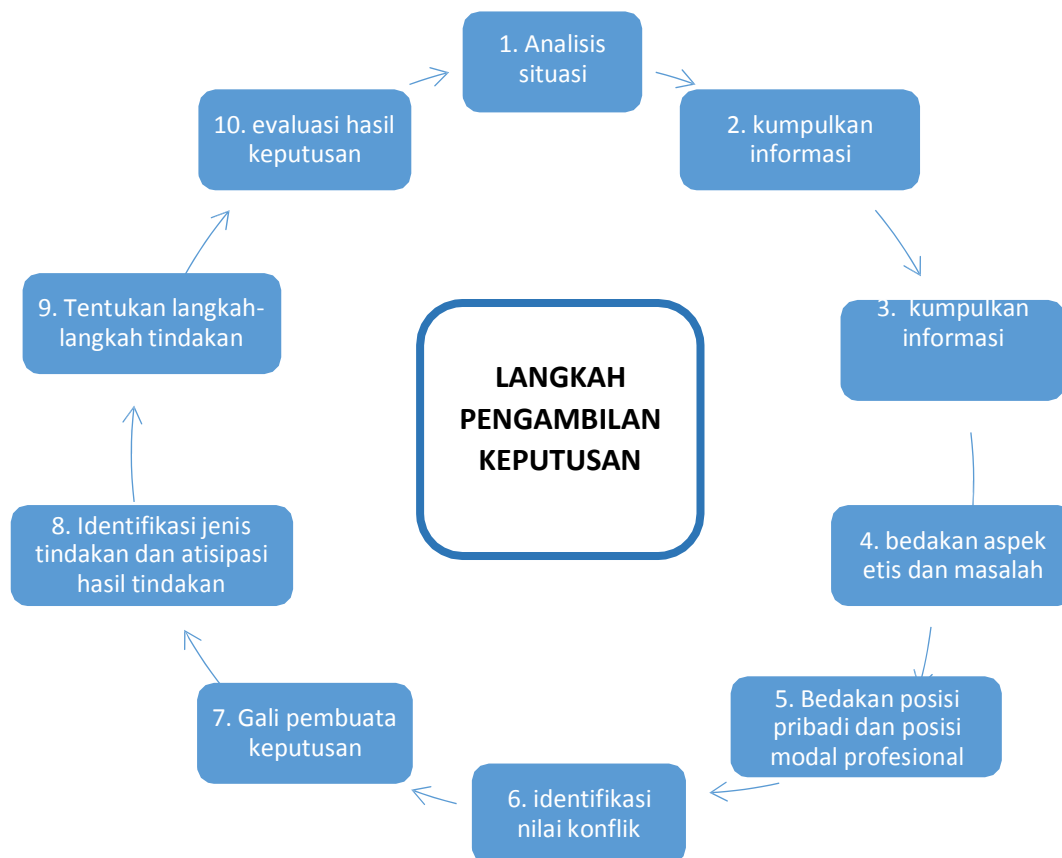 1. Analisis
situasi
2. kumpulkan
informasi
3. kumpulkan
informasi
4. bedakan aspek
etis dan masalah
5. Bedakan posisi
pribadi dan posisi
modal profesional
6. identifikasi
nilai konflik
7. Gali pembuata
keputusan
8. Identifikasi jenis
tindakan dan atisipasi
hasil tindakan
9. Tentukan langkah-
langkah tindakan
10. evaluasi hasil
keputusan
LANGKAH
PENGAMBILAN
KEPUTUSAN